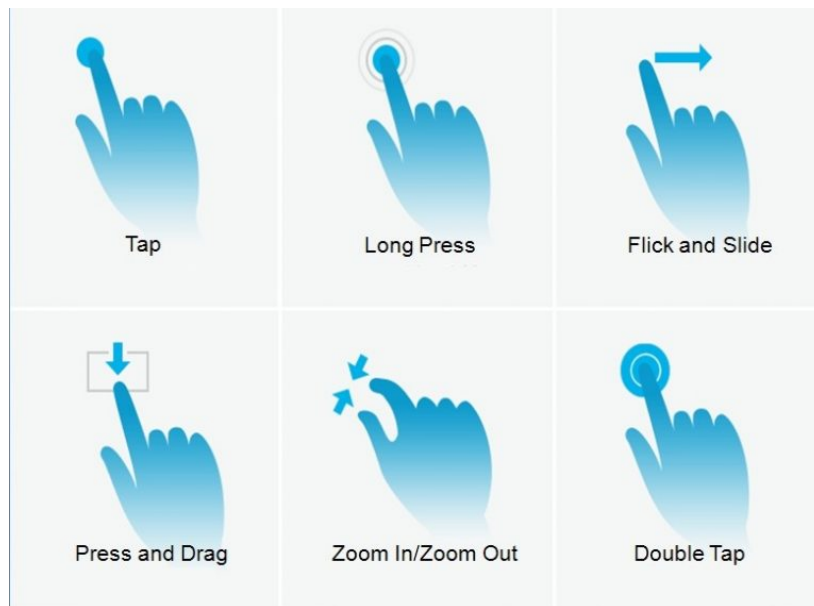 Tap
Long Press
Flick and Slide
Press and Drag
Zoom In/Zoom Out
Double Tap